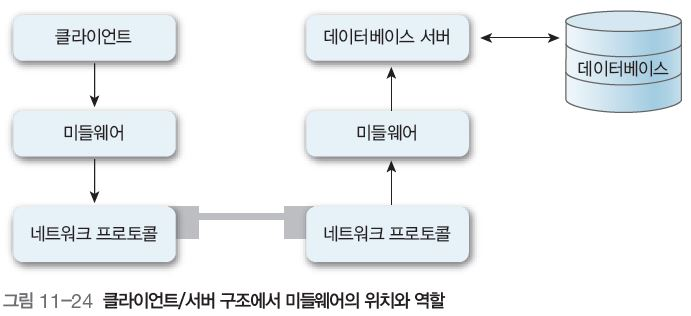 클라이언트
데이터베이스 서버
데이터베이스
미들웨어
미들웨어
네트워크 프로토콜
네트워크 프로토콜
그림 11-24 클라이언트/서버 구조에서 미들웨어의 위치와 역할